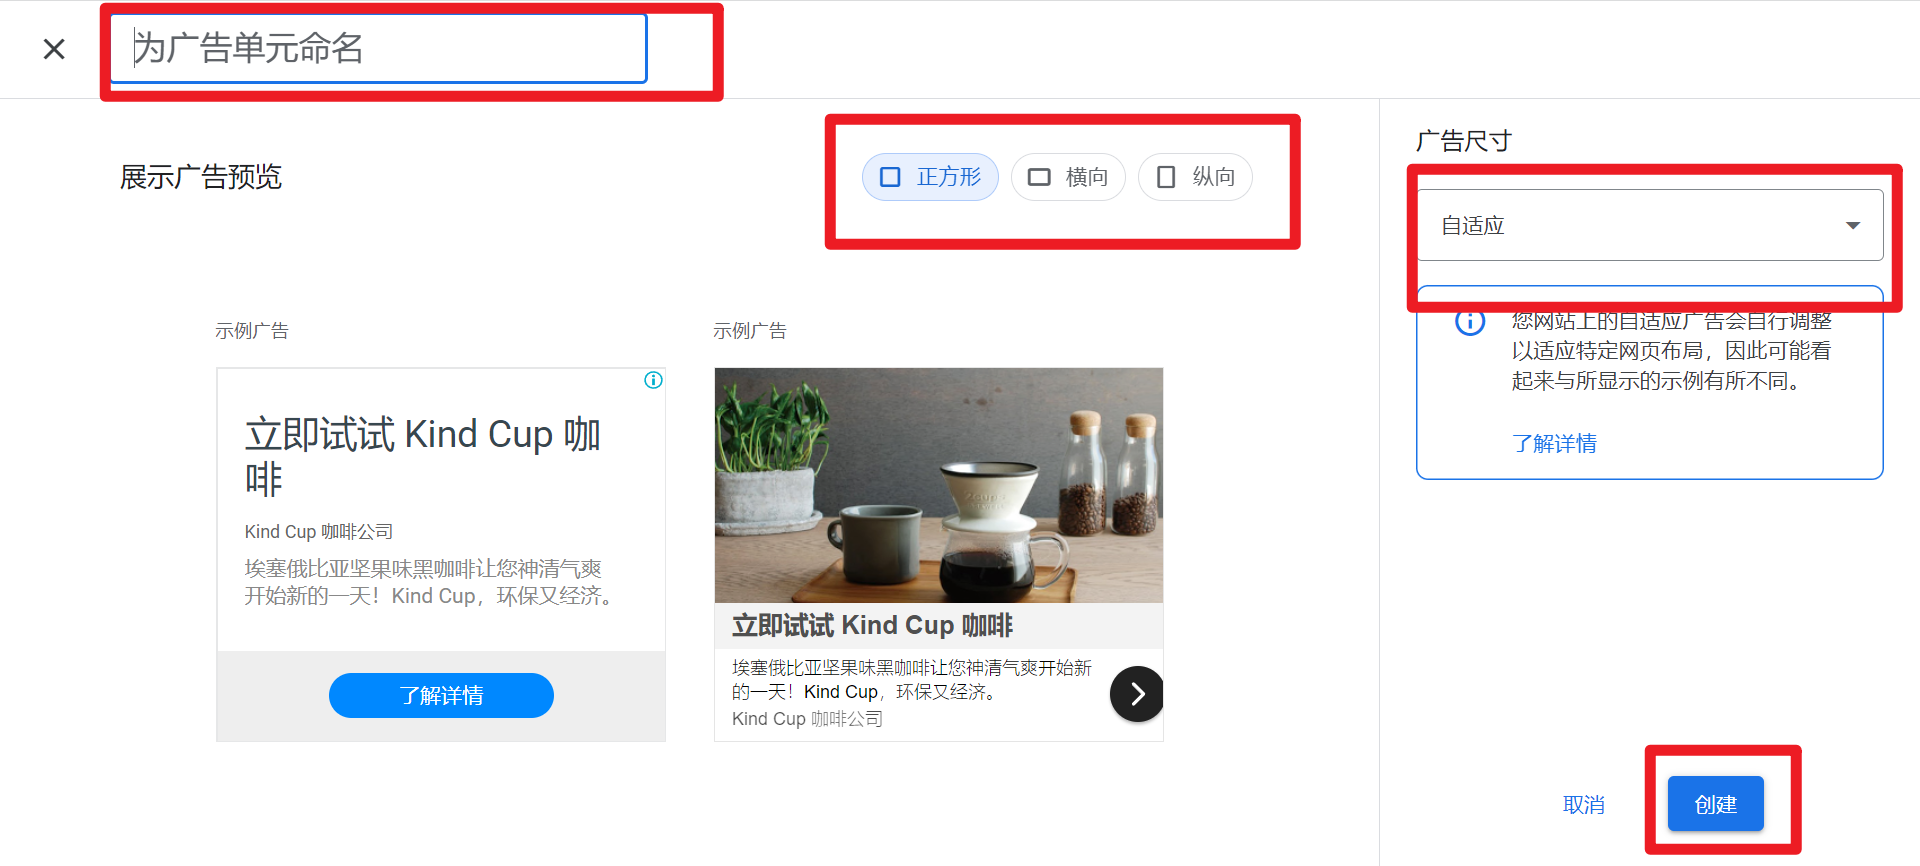 为广告单元命名
展示广告预览
正方形
横向
纵向
广告尺寸
自适应
您网站上的自适应广告会自行调整
以适应特定网页布局，因此可能看
起来与所显示的示例有所不同。
了解详情
示例广告
立即试试 Kind Cup 咖
啡
Kind Cup 咖啡公司
埃塞俄比亚坚果味黑咖啡让您神清气爽
开始新的一天！Kind Cup，环保又经济。
了解详情
示例广告
立即试试 Kind Cup 咖啡
埃塞俄比亚坚果味黑咖啡让您神清气爽开始新
的一天！Kind Cup，环保又经济。
Kind Cup 咖啡公司
取消
创建